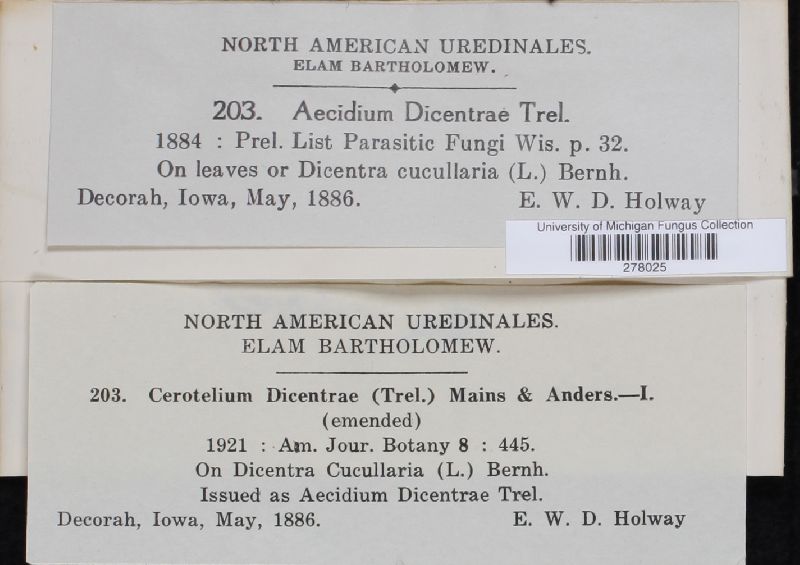 NORTH AMERICAN UREDINALES.
ELAM BARTHOLOMEW.
203. Aecidium Dicentrae Trel.
1884 : Prel. List Parasitic Fungi Wis. p. 32.
On leaves or Dicentra cucullaria (L.) Bernh.
Decorah, Iowa, May, 1886. E. W. D. Holway
University of Michigan Fungus Collection
278025
NORTH AMERICAN UREDINALES.
ELAM BARTHOLOMEW.
203. Cerotelium Dicentrae (Trel.) Mains & Anders.—I.
(emended)
1921 : Am. Jour. Botany 8 : 445.
On Dicentra Cucullaria (L.) Bernh.
Issued as Aecidium Dicentrae Trel.
Decorah, Iowa, May, 1886. E. W. D. Holway